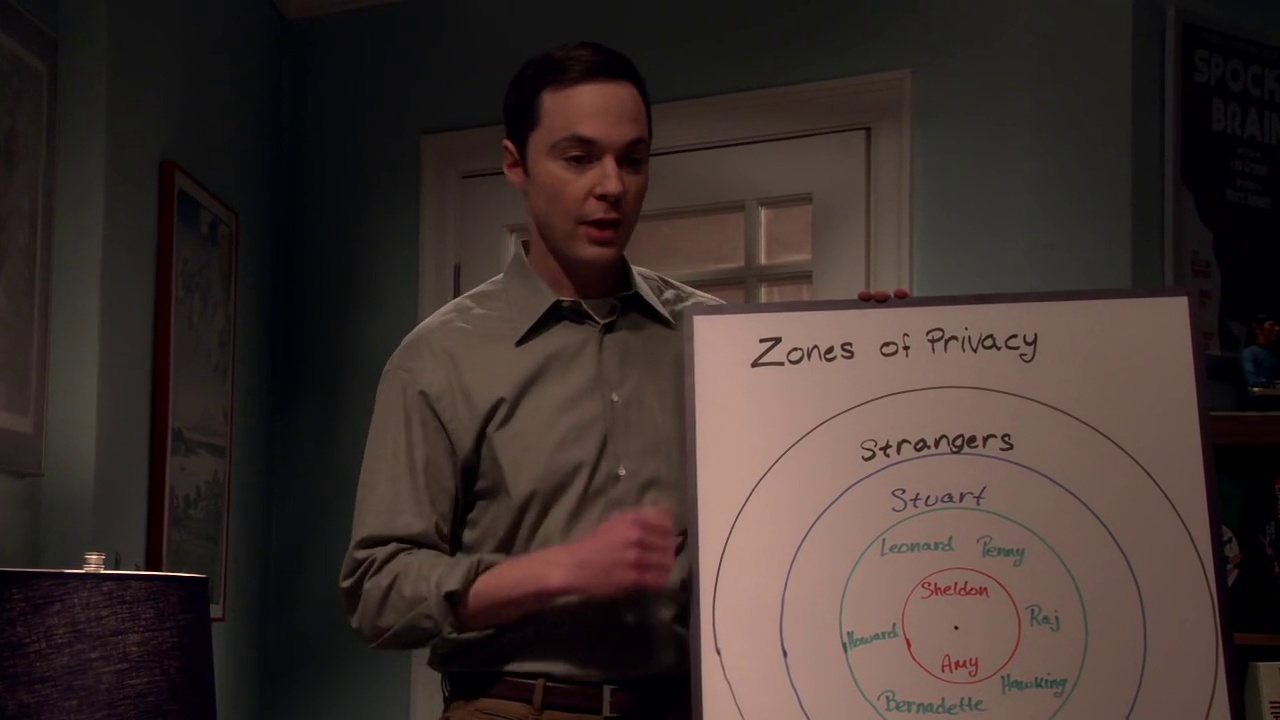 SPOCK
BRAIN
Zones of Privacy
Strangers
Stuart
Leonard Penny
Sheldon
Raj
Howard
Amy
Hawking
Bernadette